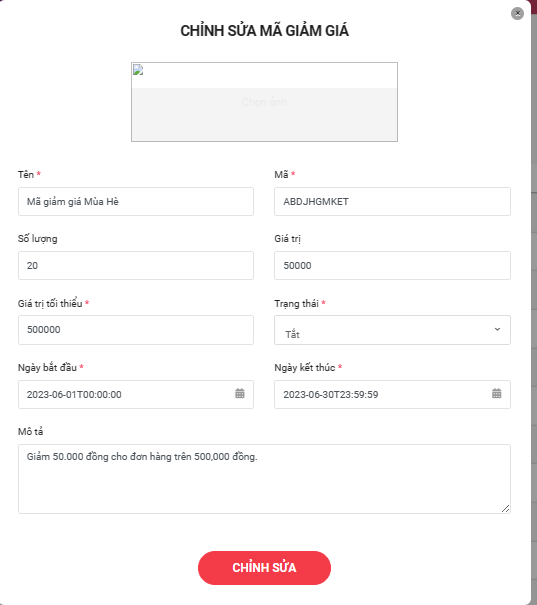 CHỈNH SỬA MÃ GIẢM GIÁ
Chọn ảnh
Tên * Mã *
Mã giảm giá Mùa Hè ABDJHGMKET
Số lượng Giá trị
20 50000
Giá trị tối thiểu * Trạng thái *
500000 Tắt
Ngày bắt đầu * Ngày kết thúc *
2023-06-01T00:00:00 2023-06-30T23:59:59
Mô tả
Giảm 50.000 đồng cho đơn hàng trên 500,000 đồng.
CHỈNH SỬA